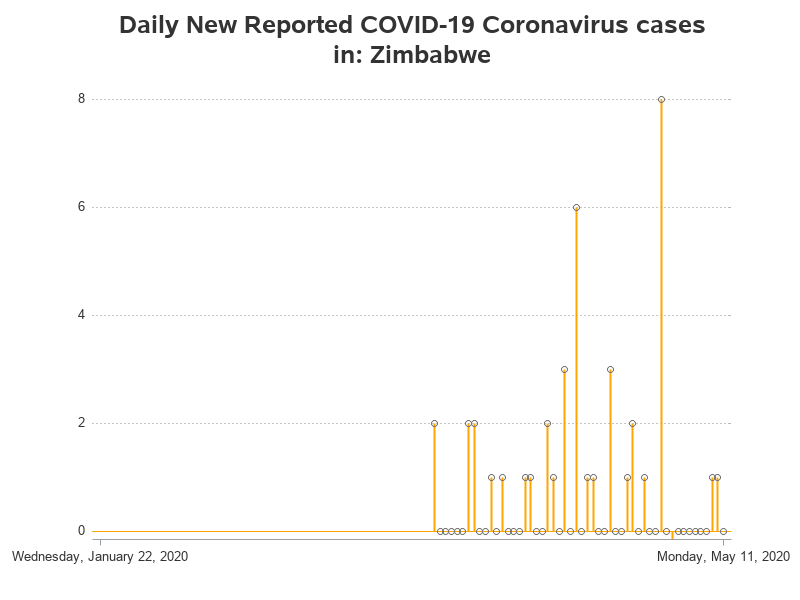 Daily New Reported COVID-19 Coronavirus cases
in: Zimbabwe
8
6
4
2
0
Wednesday, January 22, 2020
Monday, May 11, 2020